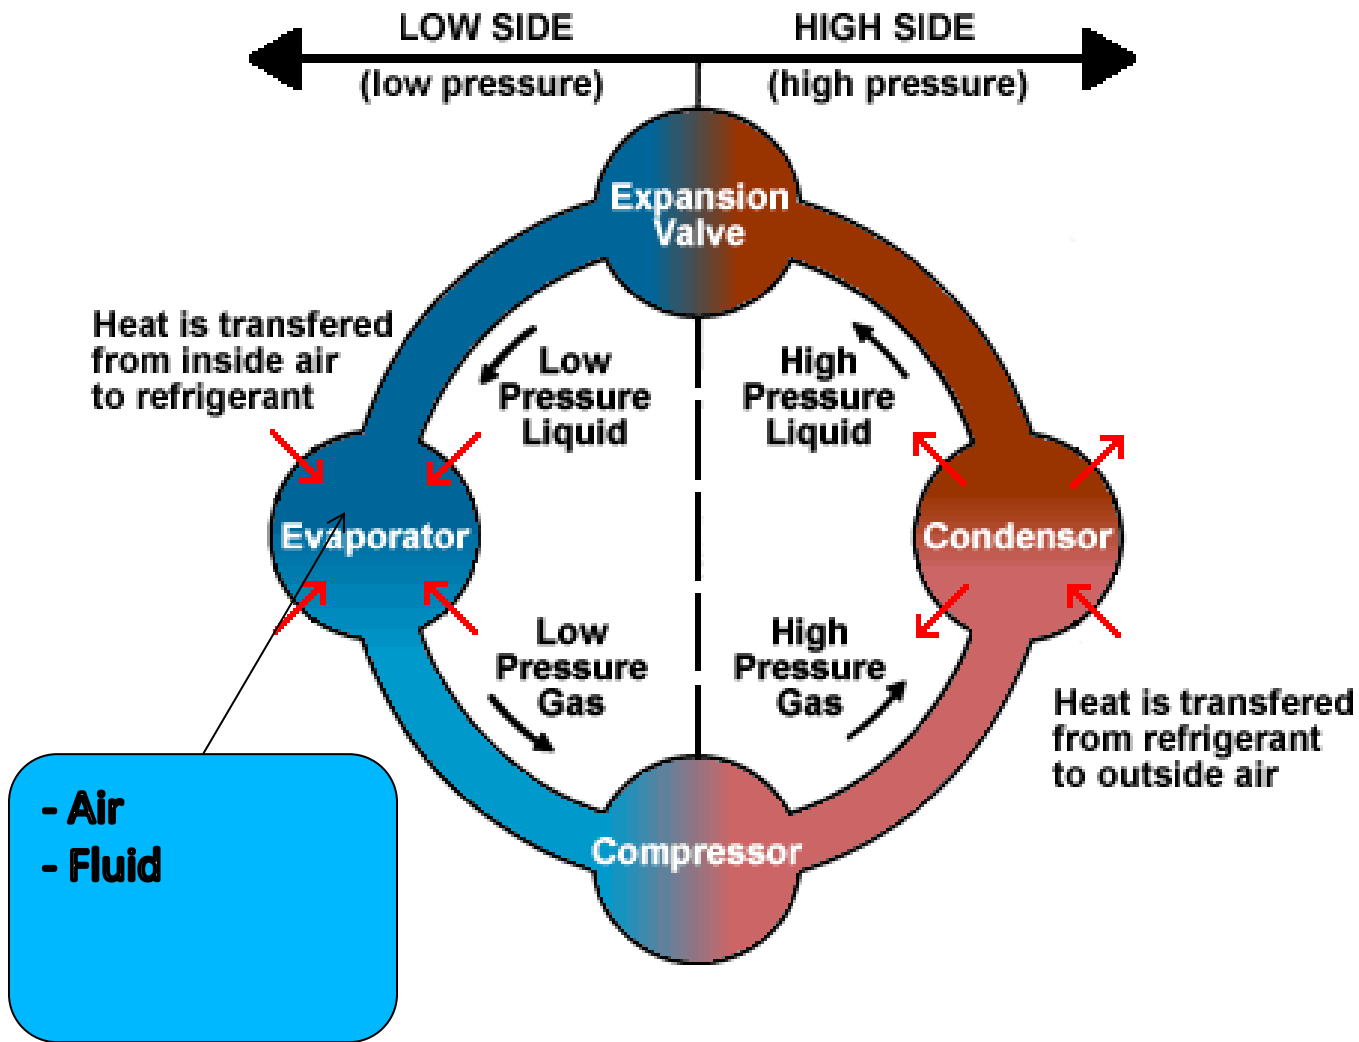 LOW SIDE
(low pressure)
HIGH SIDE
(high pressure)
Expansion
Valve
Heat is transfered
from inside air
to refrigerant
Low
Pressure
Liquid
High
Pressure
Liquid
Evaporator
Condensor
Low
Pressure
Gas
High
Pressure
Gas
Heat is transfered
from refrigerant
to outside air
- Air
- Fluid
Compressor